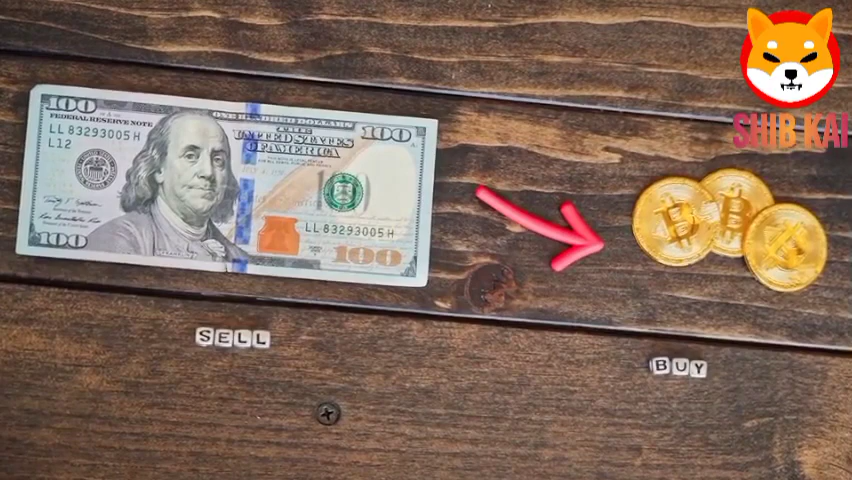 100
FEDERAL RESERVE NOTE
ONE HUNDRED DOLLARS
THE
UNITED STATES
OF AMERICA
100
LL 83293005 H
L12
LL 83293005 H
100
100
SELL
BUY
SHIB KAI